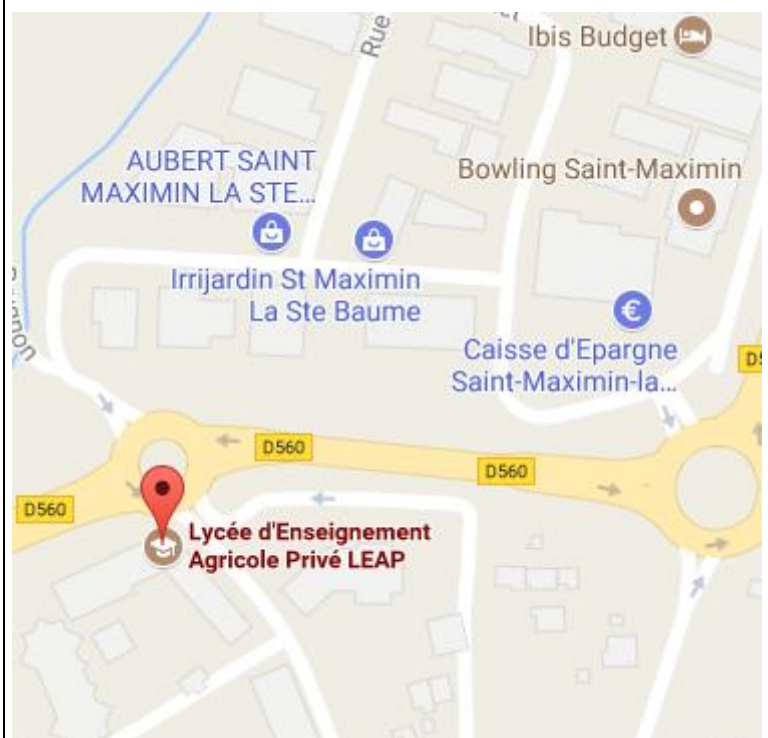 Ibis Budget
Rue
AUBERT SAINT
MAXIMIN LA STE...
Bowling Saint-Maximin
Irrijardin St Maximin
La Ste Baume
€
Caisse d'Epargne
Saint-Maximin-la...
D560
D560
D560
Lycée d'Enseignement
Agricole Privé LEAP